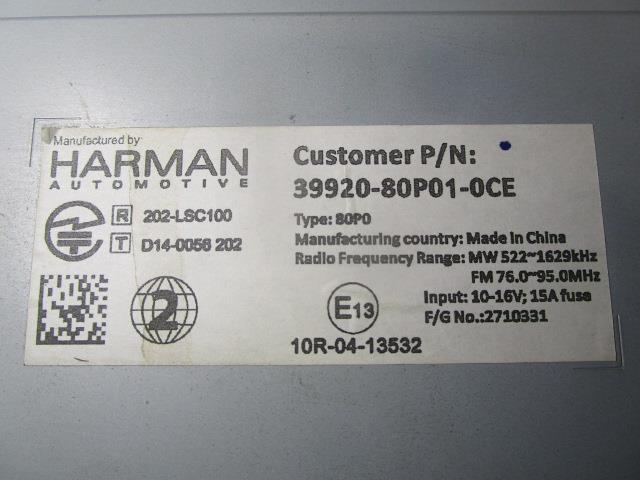 Manufactured by
HARMAN
AUTOMOTIVE
R 202-LSC100
T D14-0056 202
2
Customer P/N:
39920-80P01-0CE
Type: 80P0
Manufacturing country: Made in China
Radio Frequency Range: MW 522~1629kHz
FM 76.0~95.0MHz
Input: 10-16V; 15A fuse
F/G No.:2710331
E13
10R-04-13532